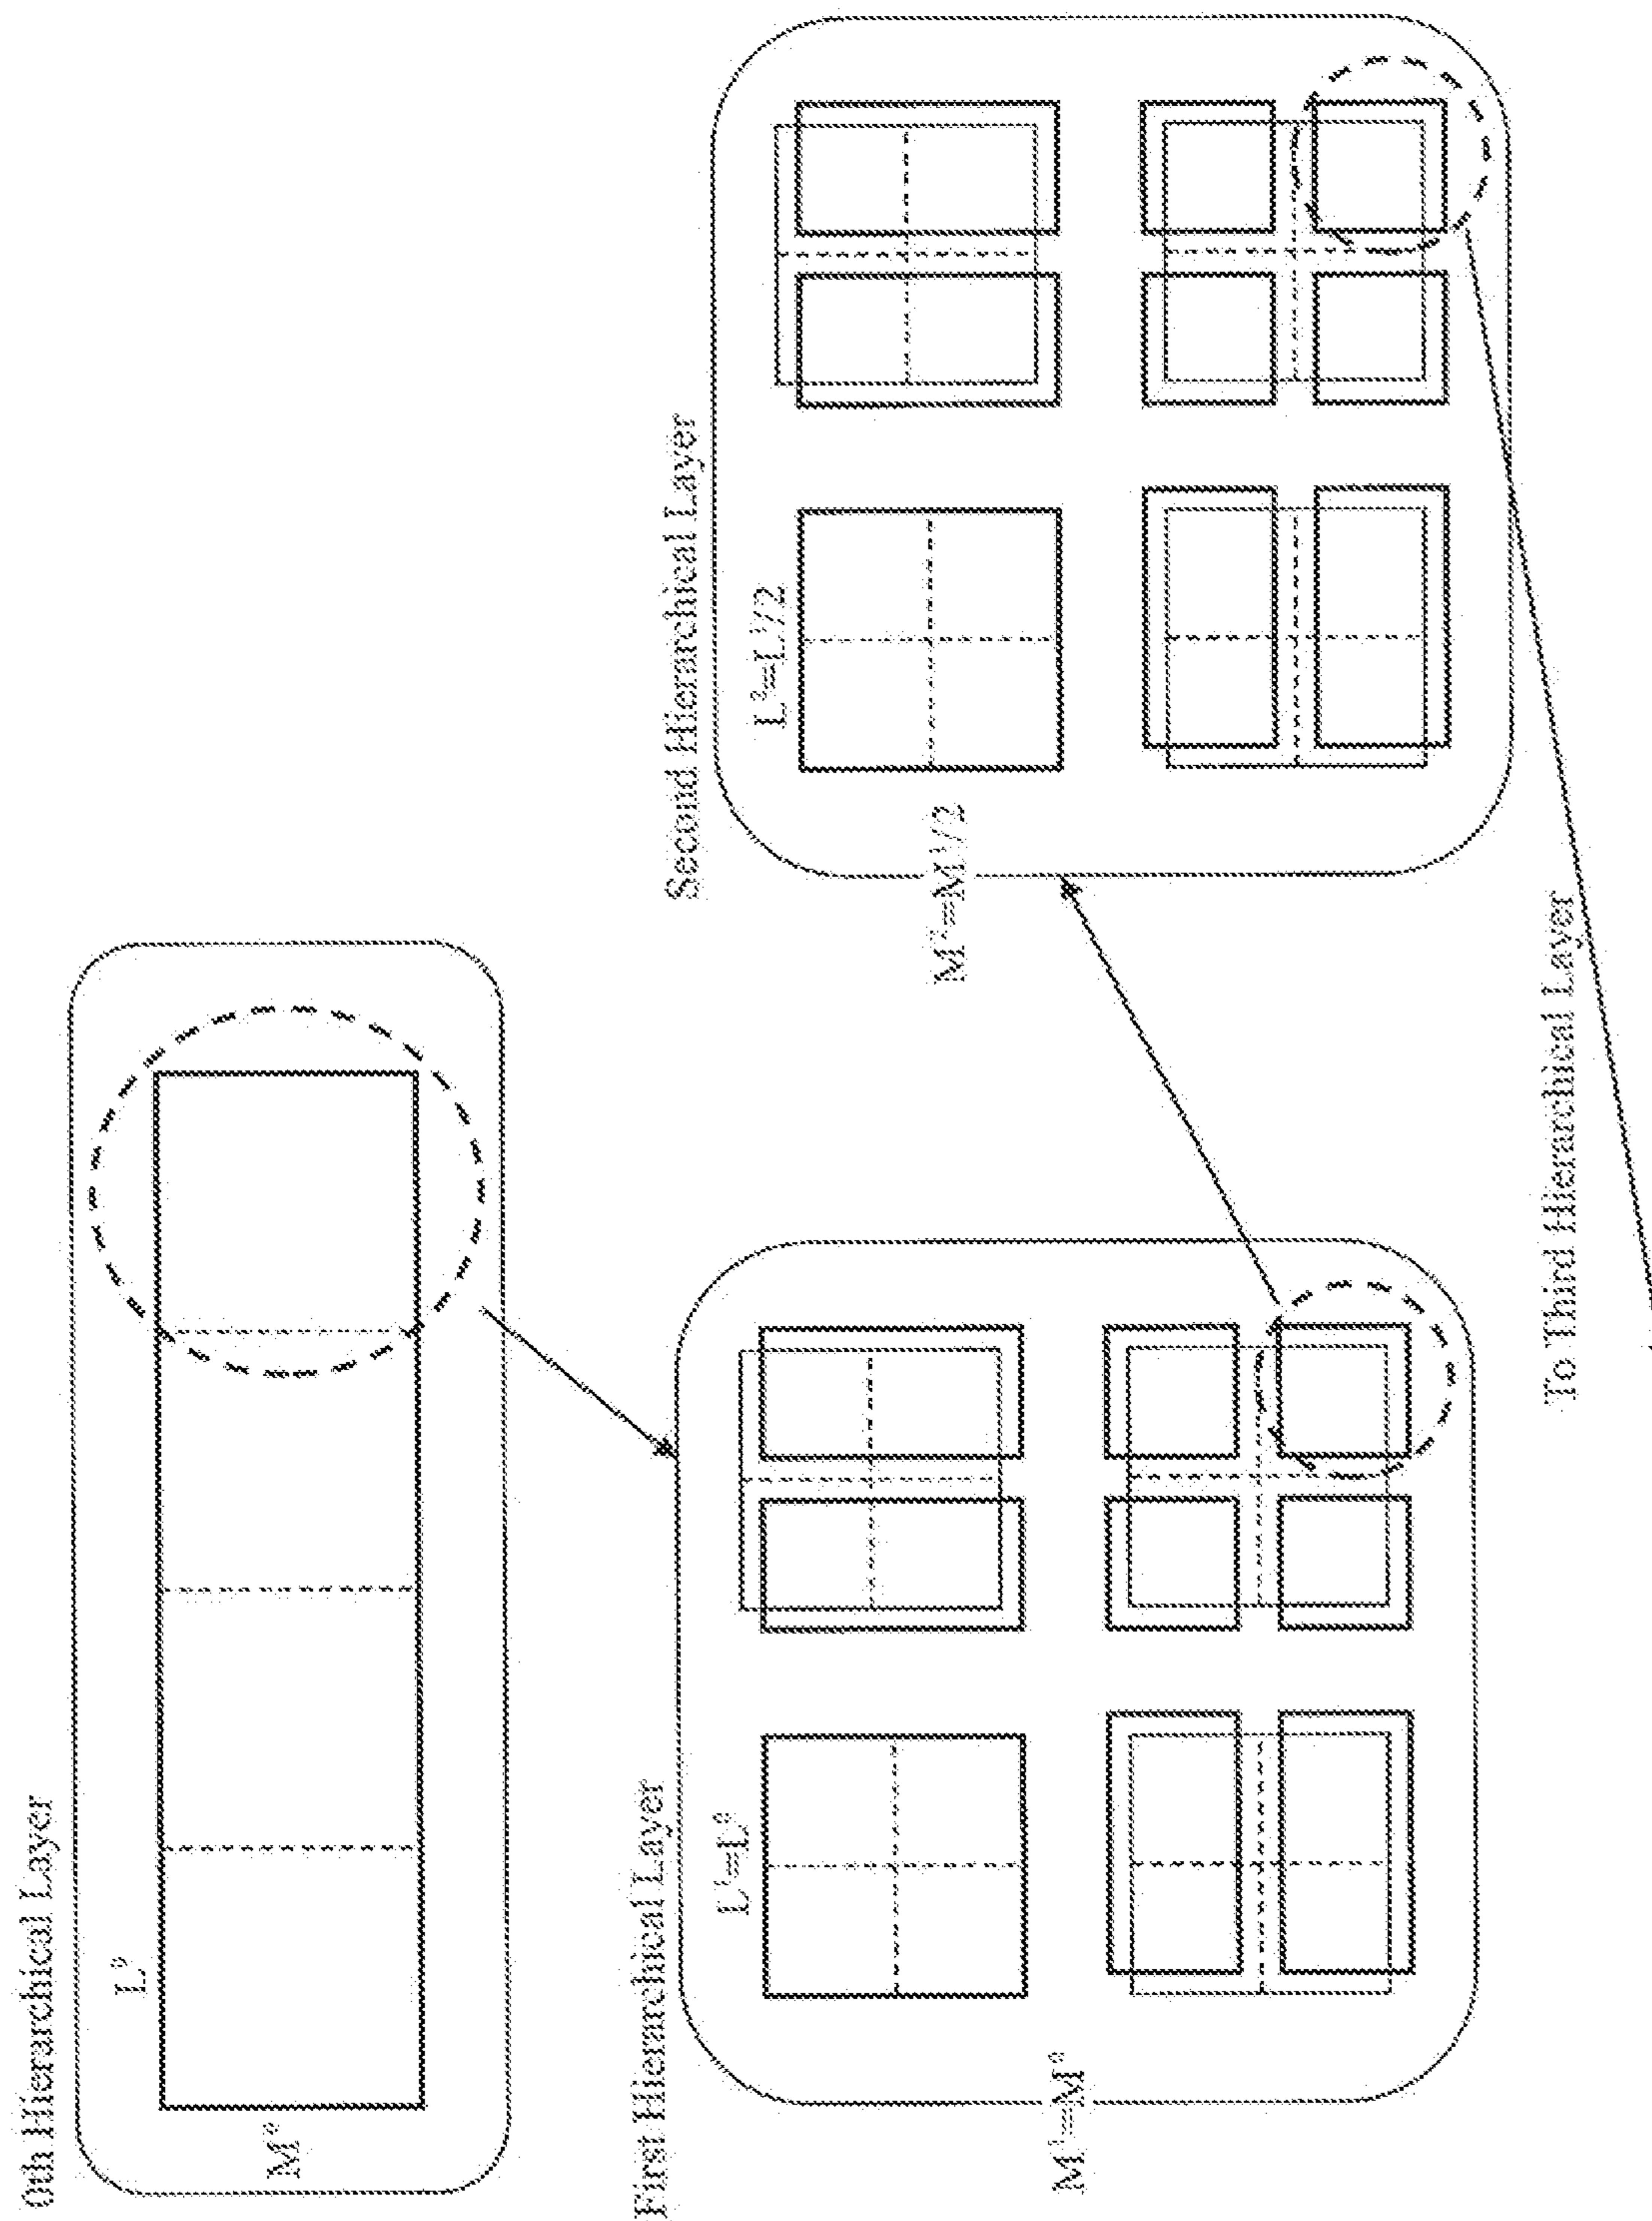 0th Hierarchical Layer
L⁰
M⁰
First Hierarchical Layer
L¹=L⁰
M¹=M⁰
Second Hierarchical Layer
L²=L¹/2
M²=M¹/2
To Third Hierarchical Layer